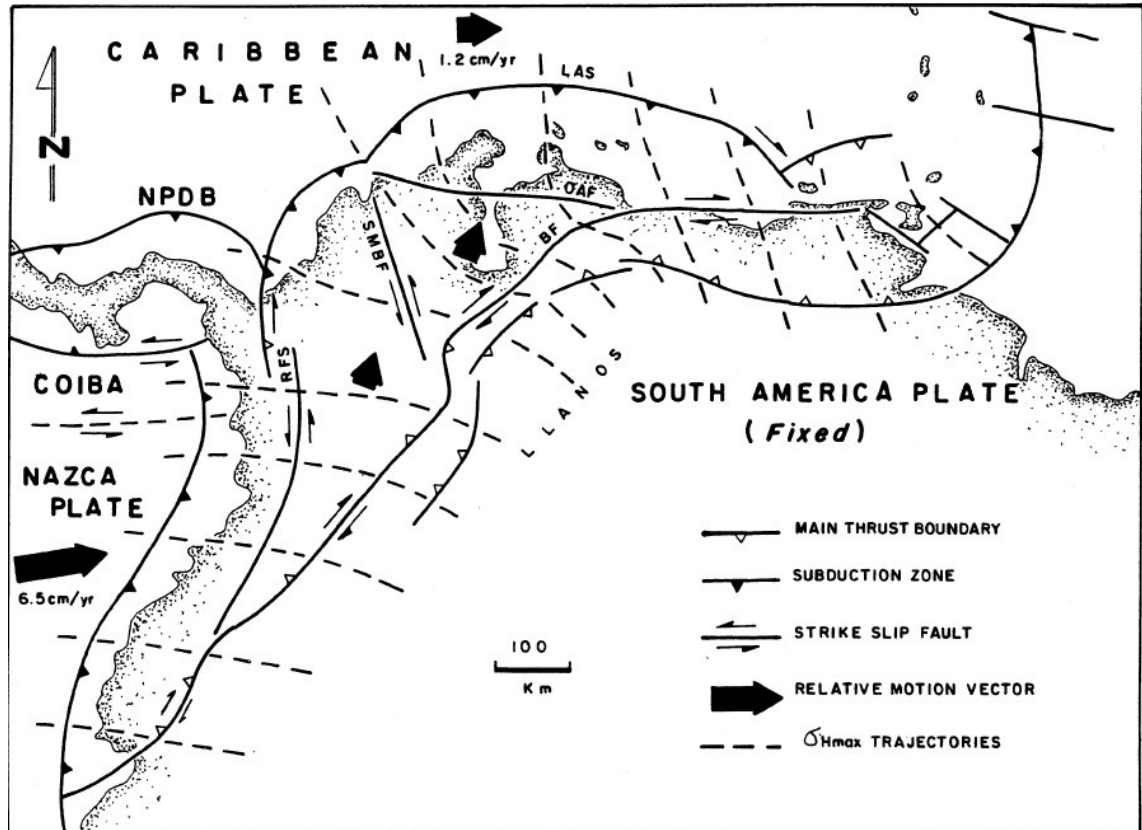 CARIBBEAN
PLATE
1.2 cm/yr
LAS
N
NPDB
OAF
SMBF
BF
RFS
COIBA
LLANOS
SOUTH AMERICA PLATE
(Fixed)
NAZCA
PLATE
6.5 cm/yr
100
Km
MAIN THRUST BOUNDARY
SUBDUCTION ZONE
STRIKE SLIP FAULT
RELATIVE MOTION VECTOR
σHmax TRAJECTORIES